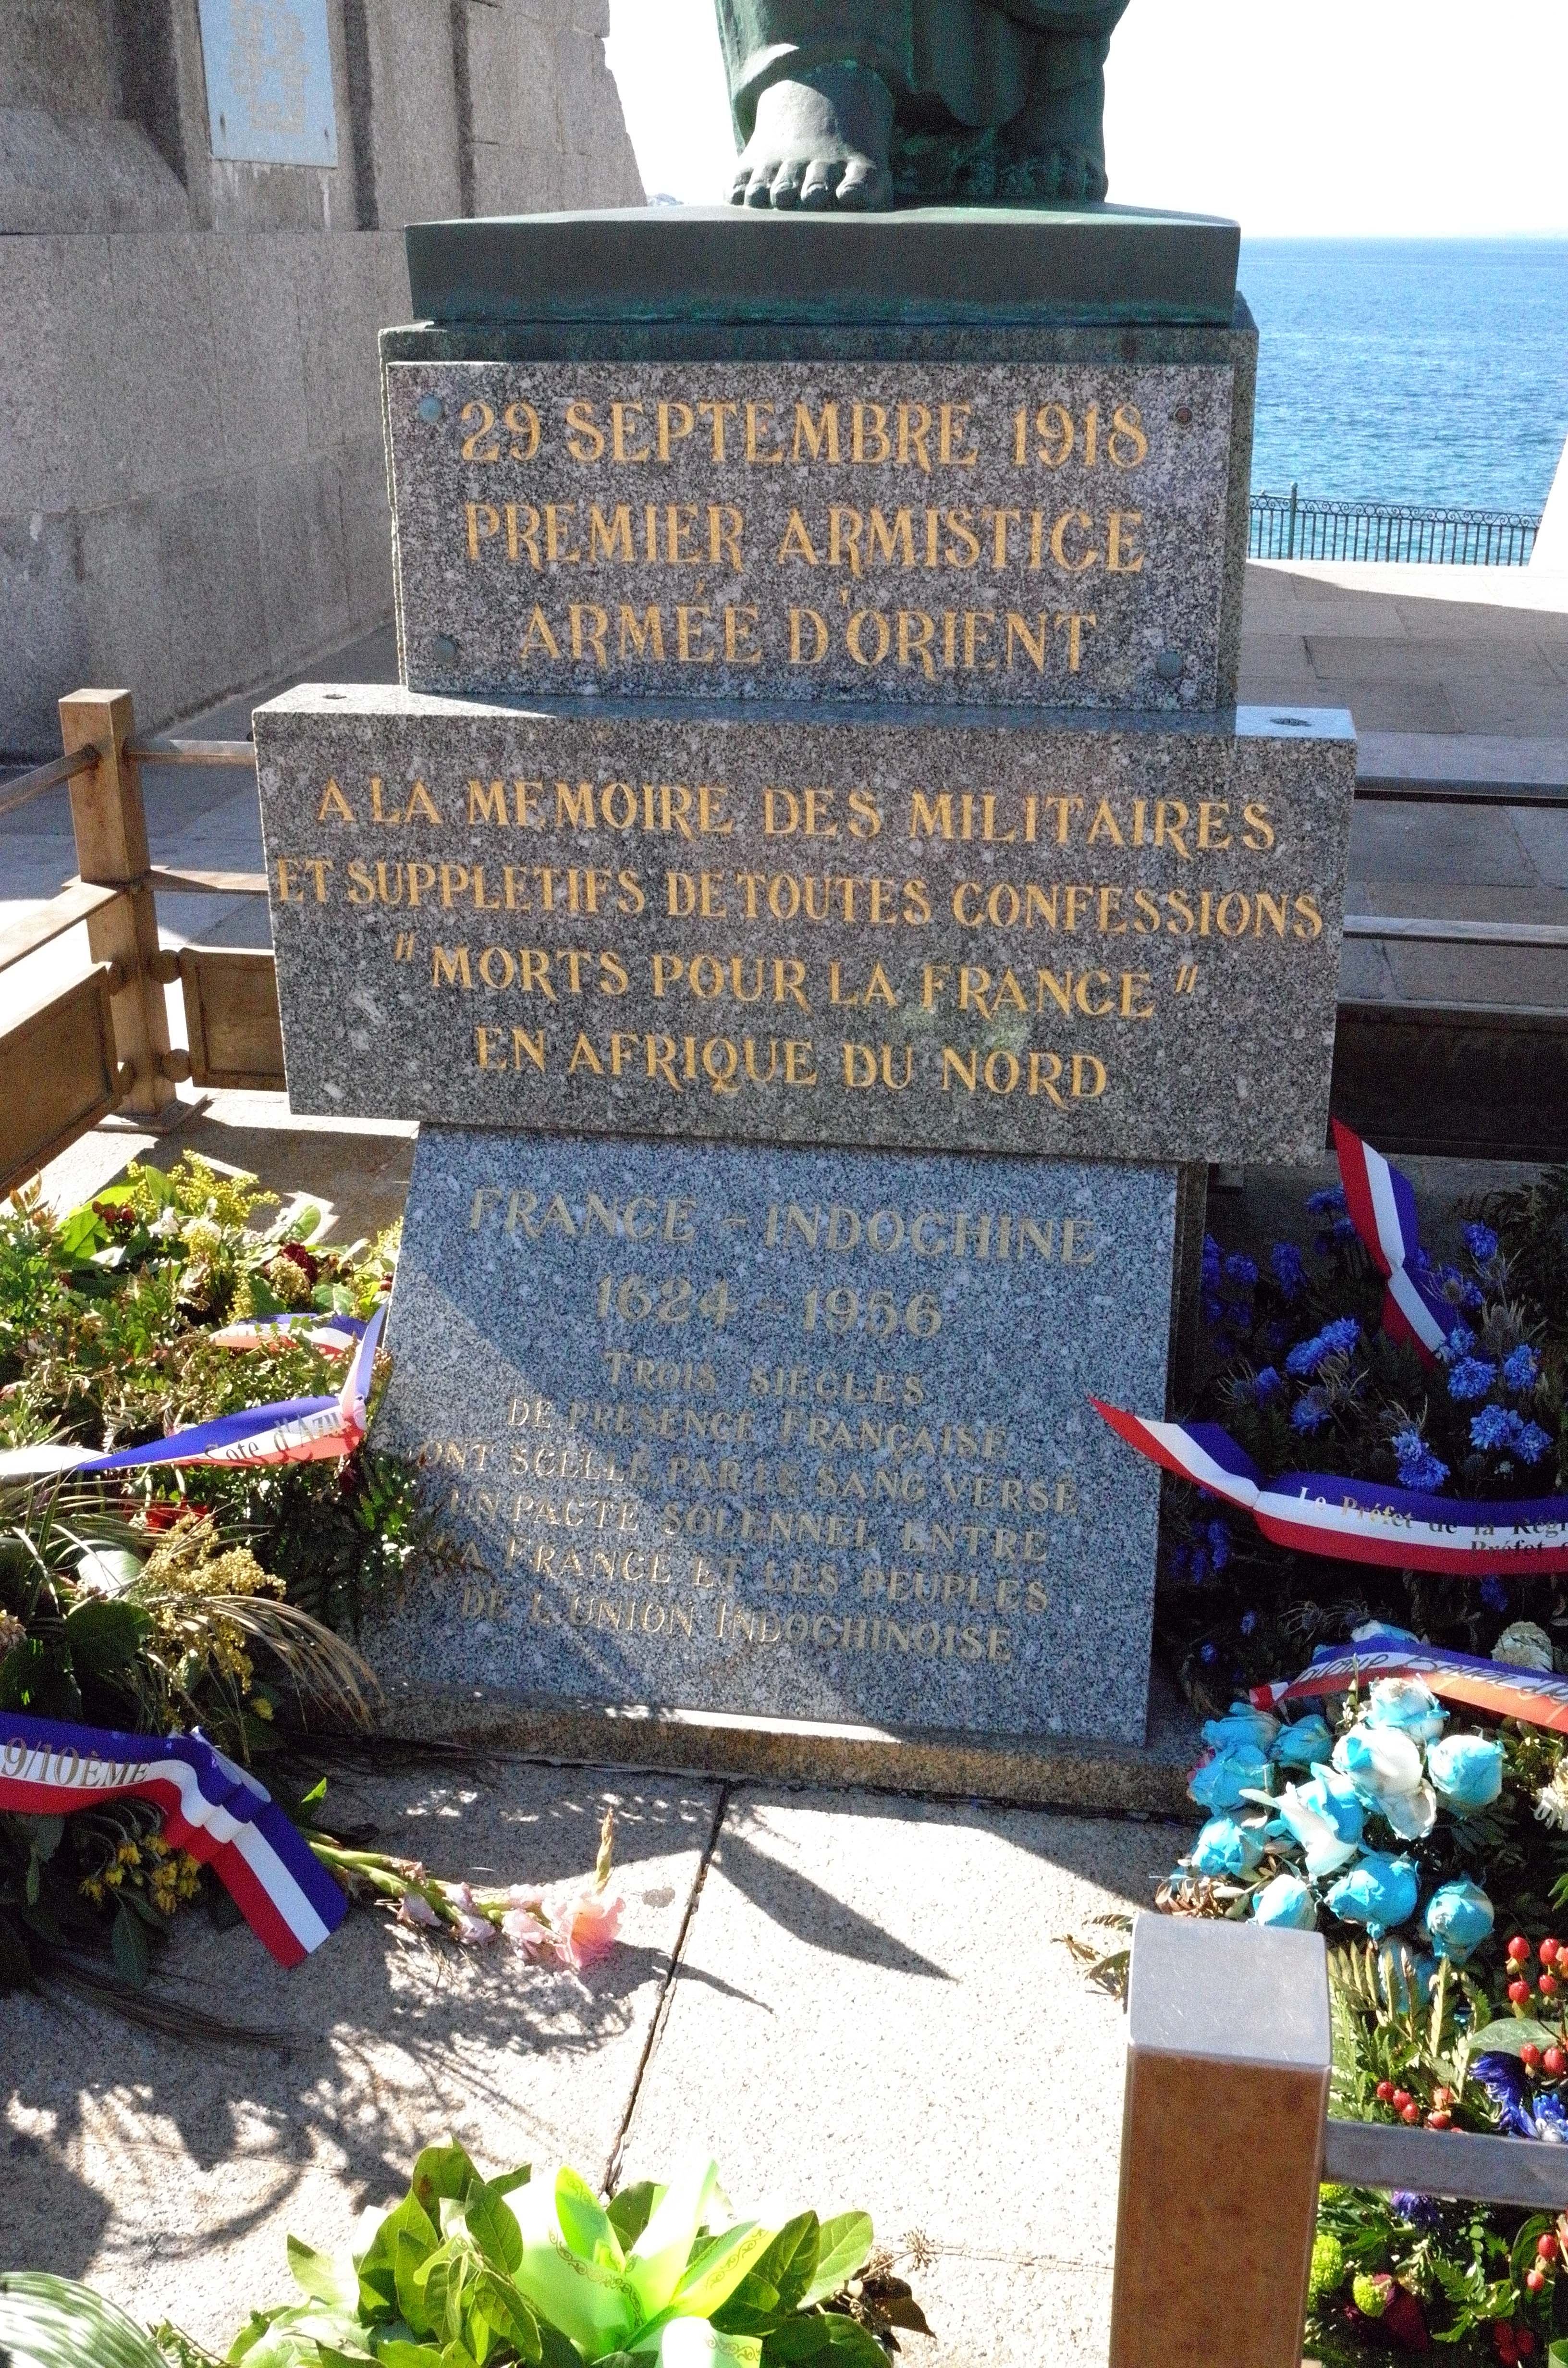 29 SEPTEMBRE 1918
PREMIER ARMISTICE
ARMÉE D'ORIENT
A LA MEMOIRE DES MILITAIRES
ET SUPPLETIFS DE TOUTES CONFESSIONS
"MORTS POUR LA FRANCE"
EN AFRIQUE DU NORD
FRANCE - INDOCHINE
1624 - 1956
TROIS SIECLES
DE PRESENCE FRANÇAISE
ONT SCELLÉ PAR LE SANG VERSÉ
UN PACTE SOLENNEL ENTRE
LA FRANCE ET LES PEUPLES
DE L'UNION INDOCHINOISE
Cote d'Azu
Le Préfet de la Régi
Préfet
9/10ÈME